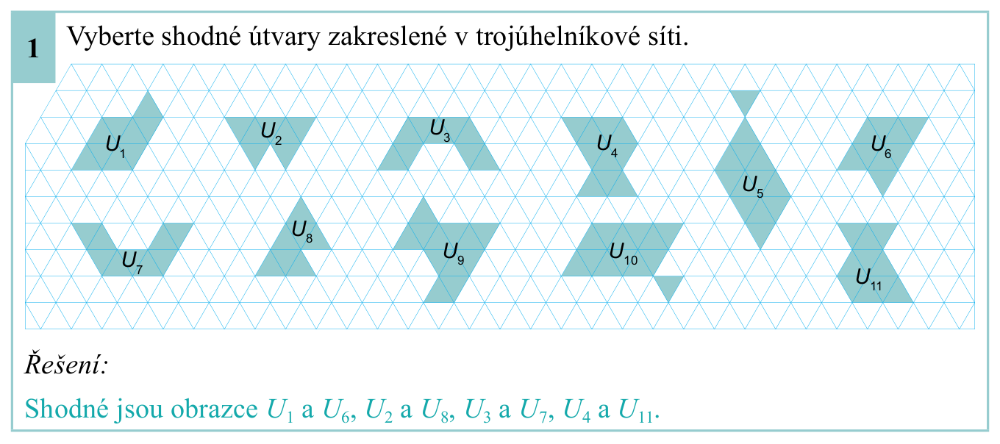 1
Vyberte shodné útvary zakreslené v trojúhelníkové síti.
U₁ U₂ U₃ U₄ U₅ U₆
U₇ U₈ U₉ U₁₀ U₁₁
Řešení:
Shodné jsou obrazce U₁ a U₆, U₂ a U₈, U₃ a U₇, U₄ a U₁₁.